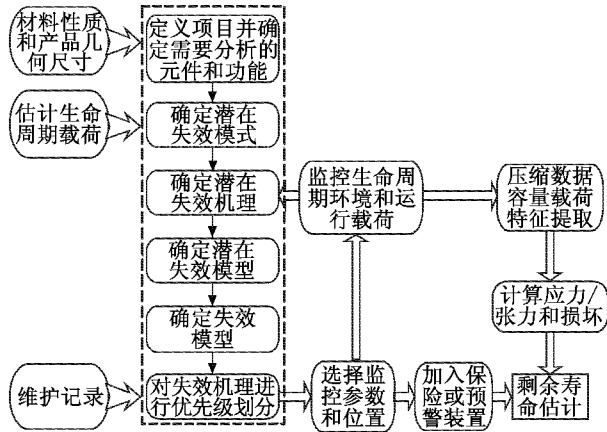 材料性质
和产品几
何尺寸
定义项目并确
定需要分析的
元件和功能
估计生命
周期载荷
确定潜在
失效模式
确定潜在
失效机理
监控生命周
期环境和运
行载荷
压缩数据
容量载荷
特征提取
确定潜在
失效模型
计算应力/
张力和损坏
确定失效
模型
维护记录
对失效机理进
行优先级划分
选择监
控参数
和位置
加入保
险或预
警装置
剩余寿
命估计